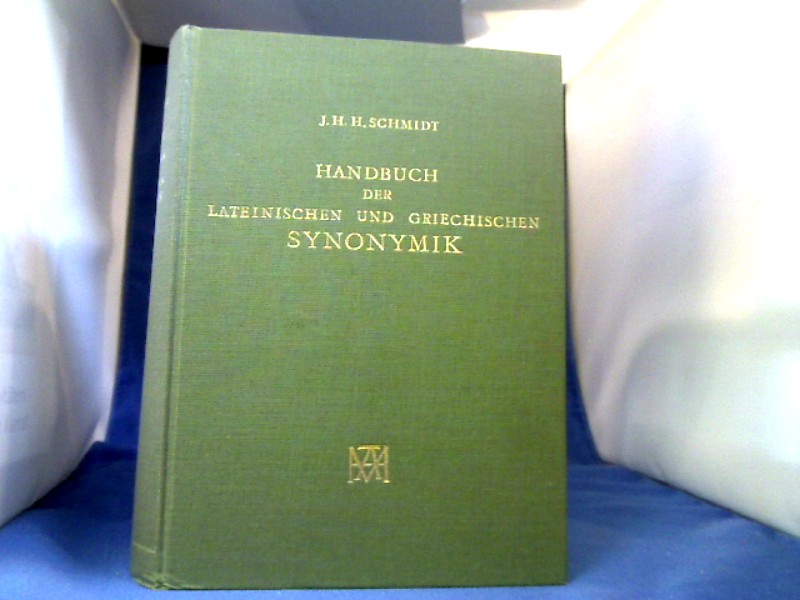 J. H. H. SCHMIDT
HANDBUCH
DER
LATEINISCHEN UND GRIECHISCHEN
SYNONYMIK